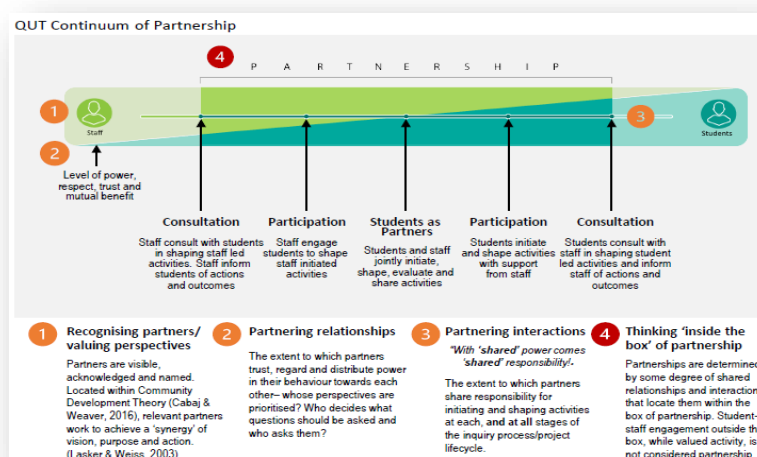 QUT Continuum of Partnership
4
P A R T N E R S H I P
1
Staff
3
Students
2
Level of power,
respect, trust and
mutual benefit
Consultation
Staff consult with students
in shaping staff led
activities. Staff inform
students of actions
and outcomes
Participation
Staff engage
students to shape
staff initiated
activities
Students as
Partners
Students and staff
jointly initiate,
shape, evaluate and
share activities
Participation
Students initiate
and shape activities
with support
from staff
Consultation
Students consult with
staff in shaping student
led activities and inform
staff of actions and
outcomes
1
Recognising partners/
valuing perspectives
Partners are visible,
acknowledged and named.
Located within Community
Development Theory (Cabaj &
Weaver, 2016), relevant partners
work to achieve a 'synergy' of
vision, purpose and action.
(Lasker & Weiss, 2003)
2
Partnering relationships
The extent to which partners
trust, regard and distribute power
in their behaviour towards each
other– whose perspectives are
prioritised? Who decides what
questions should be asked and
who asks them?
3
Partnering interactions
"With 'shared' power comes
'shared' responsibility!"
The extent to which partners
share responsibility for
initiating and shaping activities
at each, and at all stages of
the inquiry process/project
lifecycle.
4
Thinking 'inside the
box' of partnership
Partnerships are determined
by some degree of shared
relationships and interaction
that locate them within the
box of partnership. Student-
staff engagement outside th
box, while valued activity, is
not considered partnership